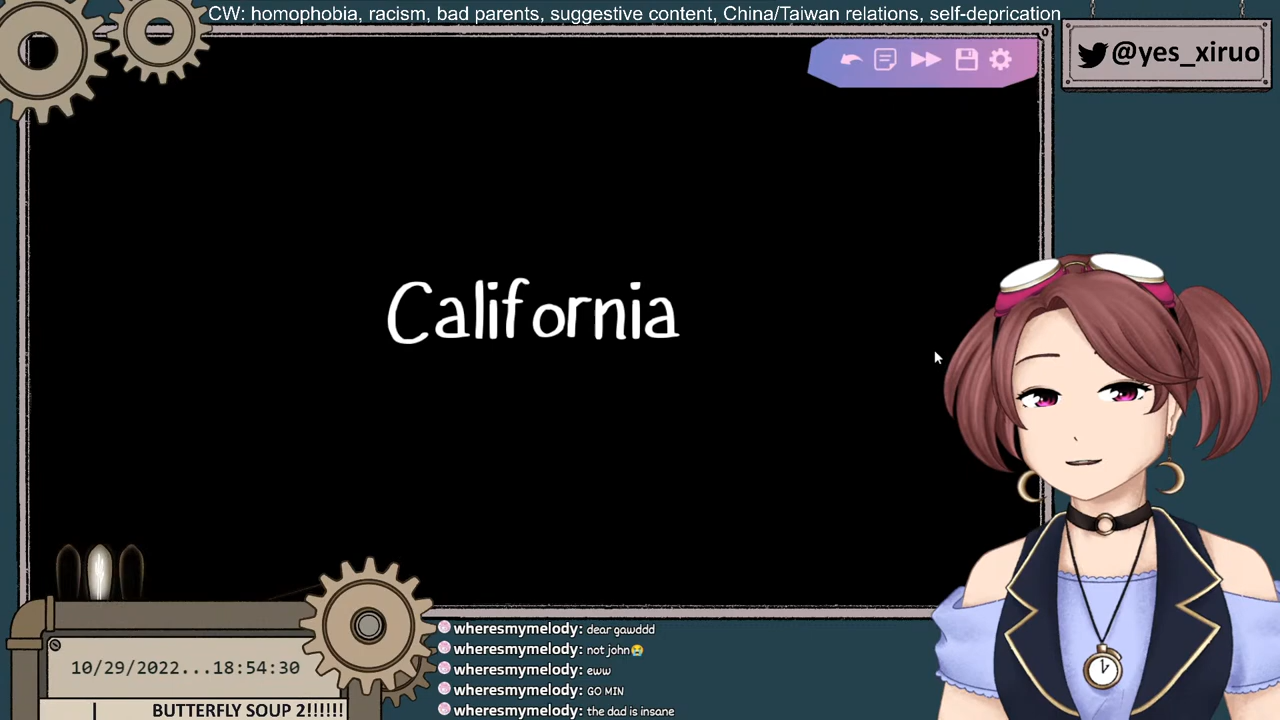 CW: homophobia, racism, bad parents, suggestive content, China/Taiwan relations, self-deprication
@yes_xiruo
California
wheresmymelody: dear gawddd
wheresmymelody: not john😭
wheresmymelody: eww
wheresmymelody: GO MIN
wheresmymelody: the dad is insane
10/29/2022...18:54:30
BUTTERFLY SOUP 2!!!!!!